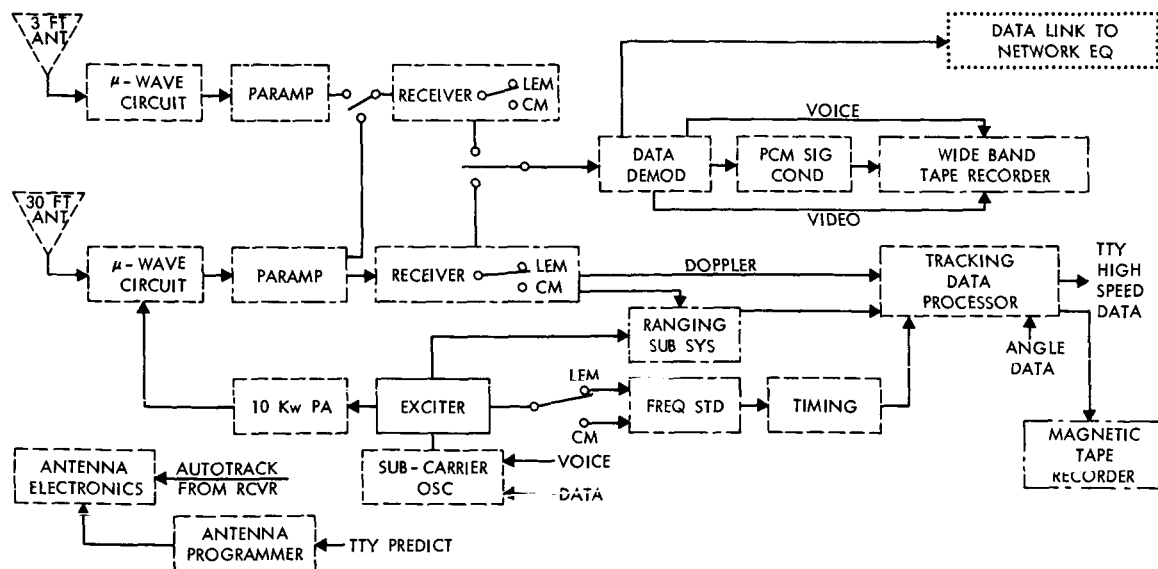 3 FT
ANT
μ-WAVE
CIRCUIT
PARAMP
RECEIVER
LEM
CM
DATA LINK TO
NETWORK EQ
VOICE
DATA
DEMOD
PCM SIG
COND
WIDE BAND
TAPE RECORDER
VIDEO
30 FT
ANT
μ-WAVE
CIRCUIT
PARAMP
RECEIVER
LEM
CM
DOPPLER
TRACKING
DATA
PROCESSOR
TTY
HIGH
SPEED
DATA
RANGING
SUB SYS
ANGLE
DATA
10 Kw PA
EXCITER
LEM
CM
FREQ STD
TIMING
MAGNETIC
TAPE
RECORDER
SUB-CARRIER
OSC
VOICE
DATA
ANTENNA
ELECTRONICS
AUTOTRACK
FROM RCVR
ANTENNA
PROGRAMMER
TTY PREDICT